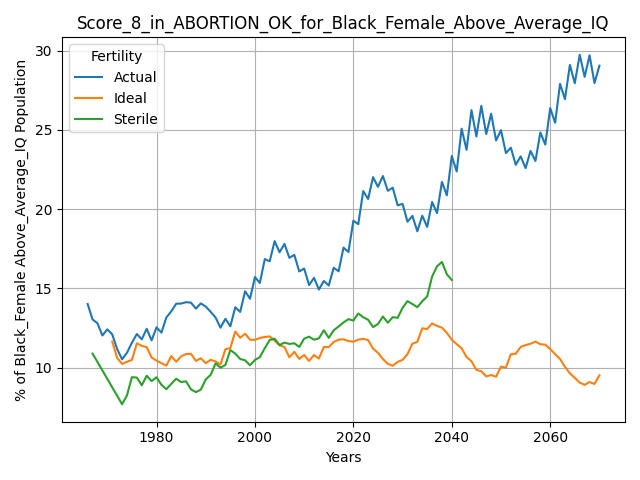 Score_8_in_ABORTION_OK_for_Black_Female_Above_Average_IQ
% of Black_Female Above_Average_IQ Population
Fertility
Actual
Ideal
Sterile
30
25
20
15
10
1980
2000
2020
2040
2060
Years